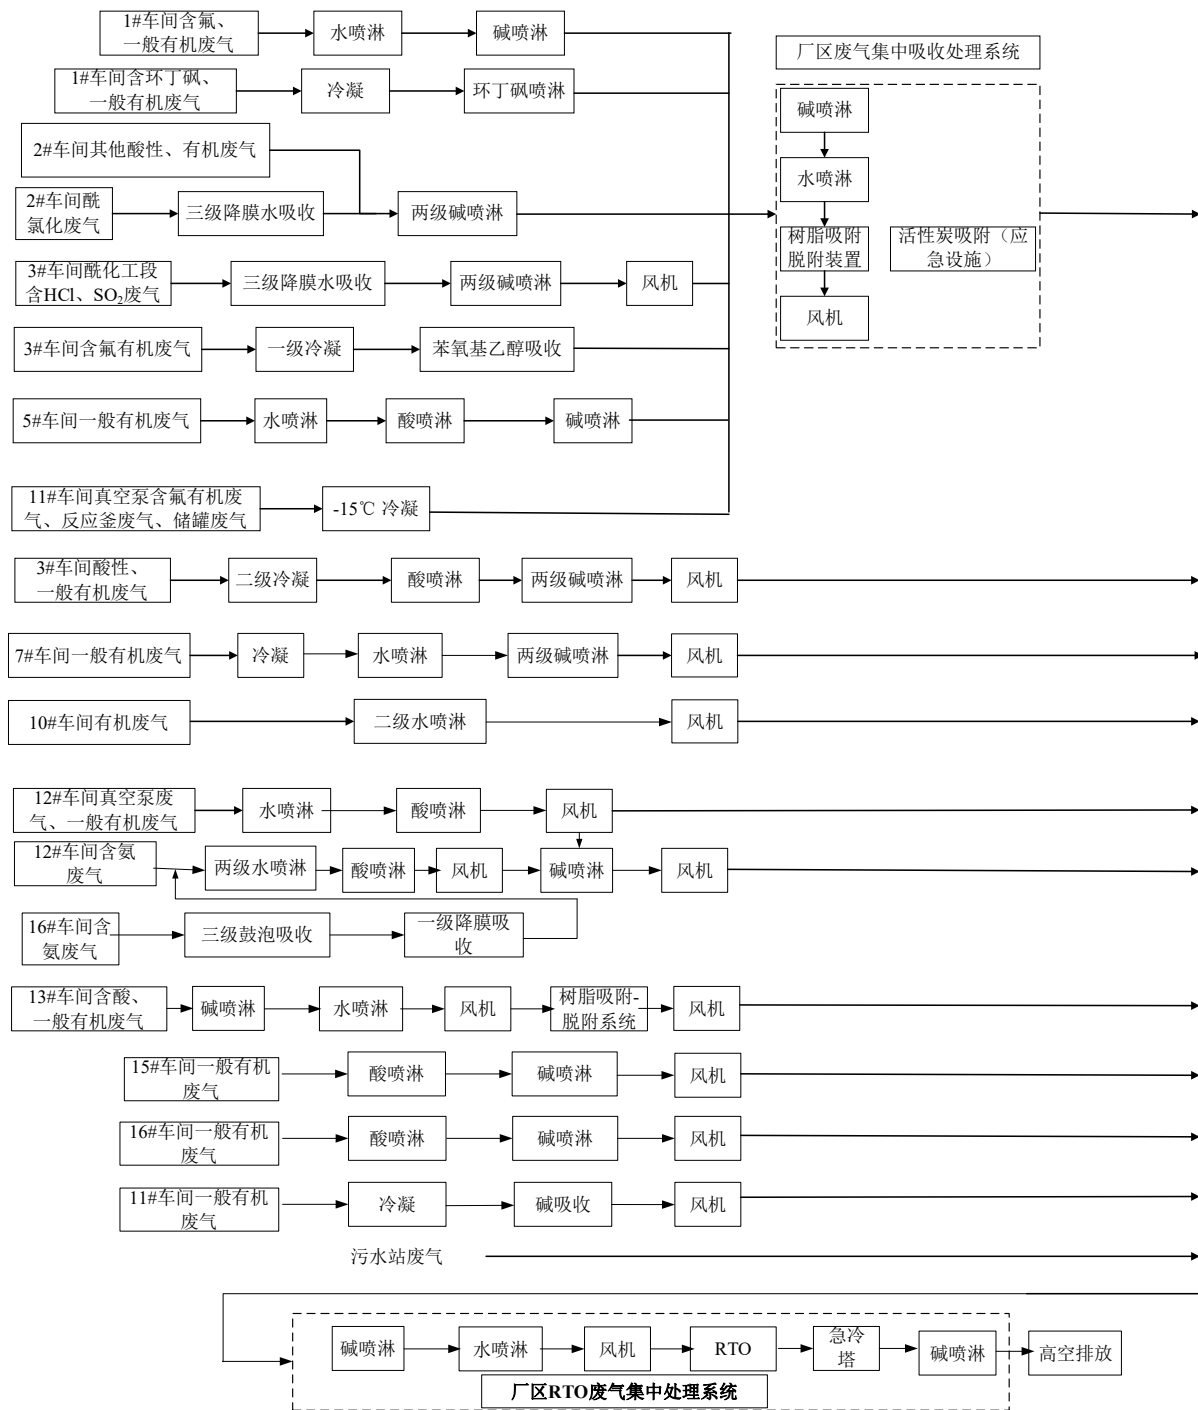 1#车间含氟、
一般有机废气
水喷淋
碱喷淋
厂区废气集中吸收处理系统
1#车间含环丁砜、
一般有机废气
冷凝
环丁砜喷淋
碱喷淋
水喷淋
树脂吸附
脱附装置
风机
活性炭吸附（应
急设施）
2#车间其他酸性、有机废气
2#车间酰
氯化废气
三级降膜水吸收
两级碱喷淋
3#车间酰化工段
含HCl、SO₂废气
三级降膜水吸收
两级碱喷淋
风机
3#车间含氟有机废气
一级冷凝
苯氧基乙醇吸收
5#车间一般有机废气
水喷淋
酸喷淋
碱喷淋
11#车间真空泵含氟有机废
气、反应釜废气、储罐废气
-15℃ 冷凝
3#车间酸性、
一般有机废气
二级冷凝
酸喷淋
两级碱喷淋
风机
7#车间一般有机废气
冷凝
水喷淋
两级碱喷淋
风机
10#车间有机废气
二级水喷淋
风机
12#车间真空泵废
气、一般有机废气
水喷淋
酸喷淋
风机
12#车间含氨
废气
两级水喷淋
酸喷淋
风机
碱喷淋
风机
16#车间含
氨废气
三级鼓泡吸收
一级降膜吸
收
13#车间含酸、
一般有机废气
碱喷淋
水喷淋
风机
树脂吸附-
脱附系统
风机
15#车间一般有机
废气
酸喷淋
碱喷淋
风机
16#车间一般有机
废气
酸喷淋
碱喷淋
风机
11#车间一般有机
废气
冷凝
碱吸收
风机
污水站废气
碱喷淋
水喷淋
风机
RTO
急冷
塔
碱喷淋
高空排放
厂区RTO废气集中处理系统